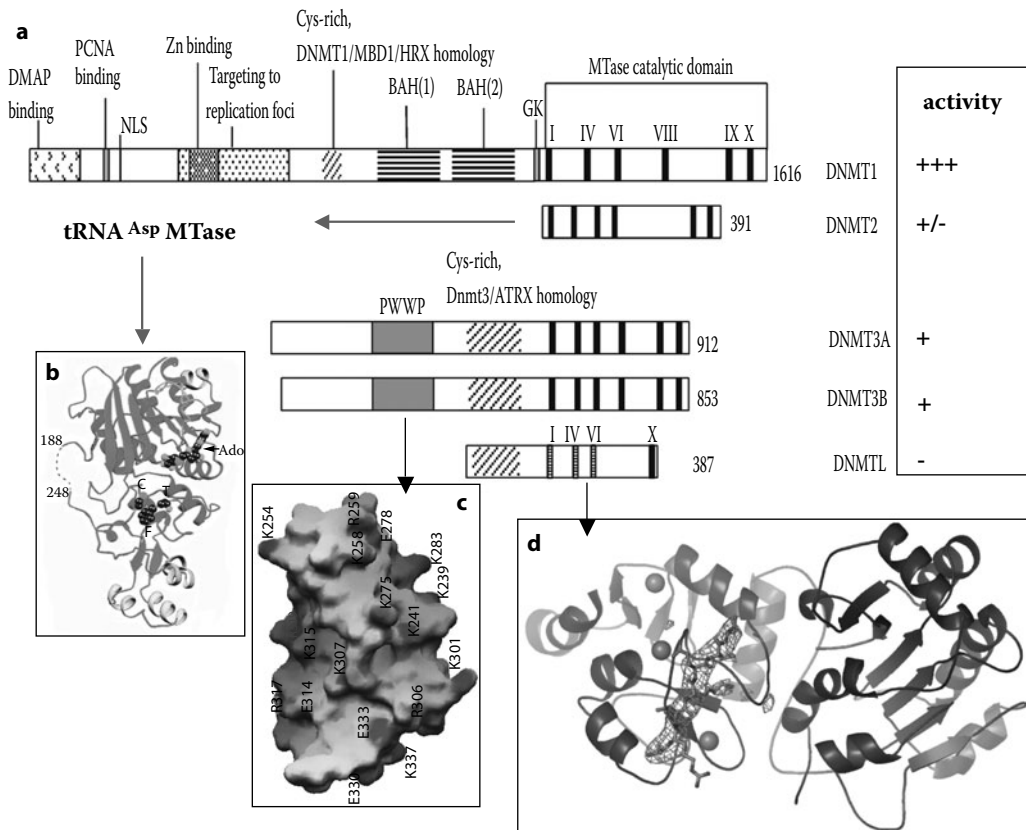 a
Cys-rich,
DNMT1/MBD1/HRX homology
Zn binding
PCNA
binding
DMAP
binding
NLS
Targeting to
replication foci
BAH(1)
BAH(2)
GK
MTase catalytic domain
I IV VI VIII IX X
1616
DNMT1
activity
+++
tRNA Asp MTase
391
DNMT2
+/-
Cys-rich,
Dnmt3/ATRX homology
PWWP
912
DNMT3A
+
853
DNMT3B
+
I IV VI X
387
DNMTL
-
b
188
248
Ado
C
T
F
c
K254
R259
K258
E278
K283
K239
K275
K241
K315
K307
K301
R317
E314
R306
E333
K337
E330
d